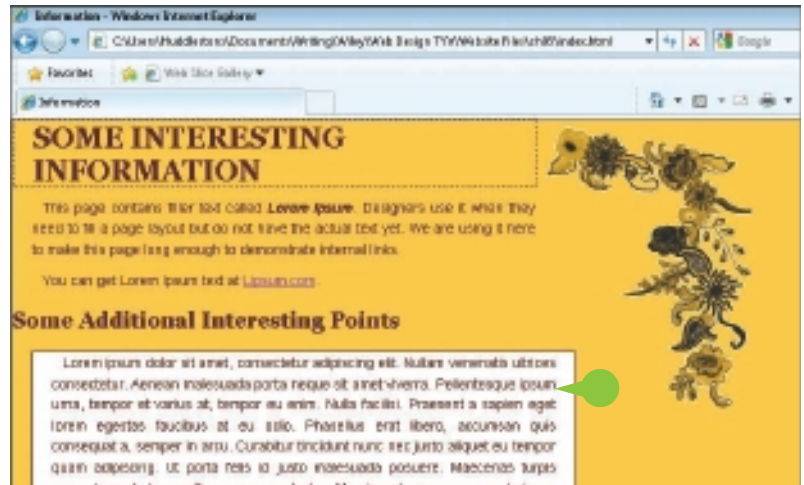 Information - Windows Internet Explorer
Google
Favorites Web Slice Gallery
Information
SOME INTERESTING
INFORMATION
This page contains filler text called Lorem Ipsum. Designers use it when they
need to fill a page layout but do not have the actual text yet. We are using it here
to make this page long enough to demonstrate internal links.
You can get Lorem Ipsum text at Lipsum.com.
Some Additional Interesting Points
Lorem ipsum dolor sit amet, consectetur adipiscing elit. Nullam venenatis ultrices
consectetur. Aenean malesuada porta neque sit amet viverra. Pellentesque ipsum
urna, tempor et varius at, tempor eu enim. Nulla facilisi. Praesent a sapien eget
lorem egestas faucibus at eu odio. Phasellus erat libero, accumsan quis
consequat a, semper in arcu. Curabitur tincidunt nunc nec justo aliquet eu tempor
quam adipiscing. Ut porta felis id justo malesuada posuere. Maecenas turpis